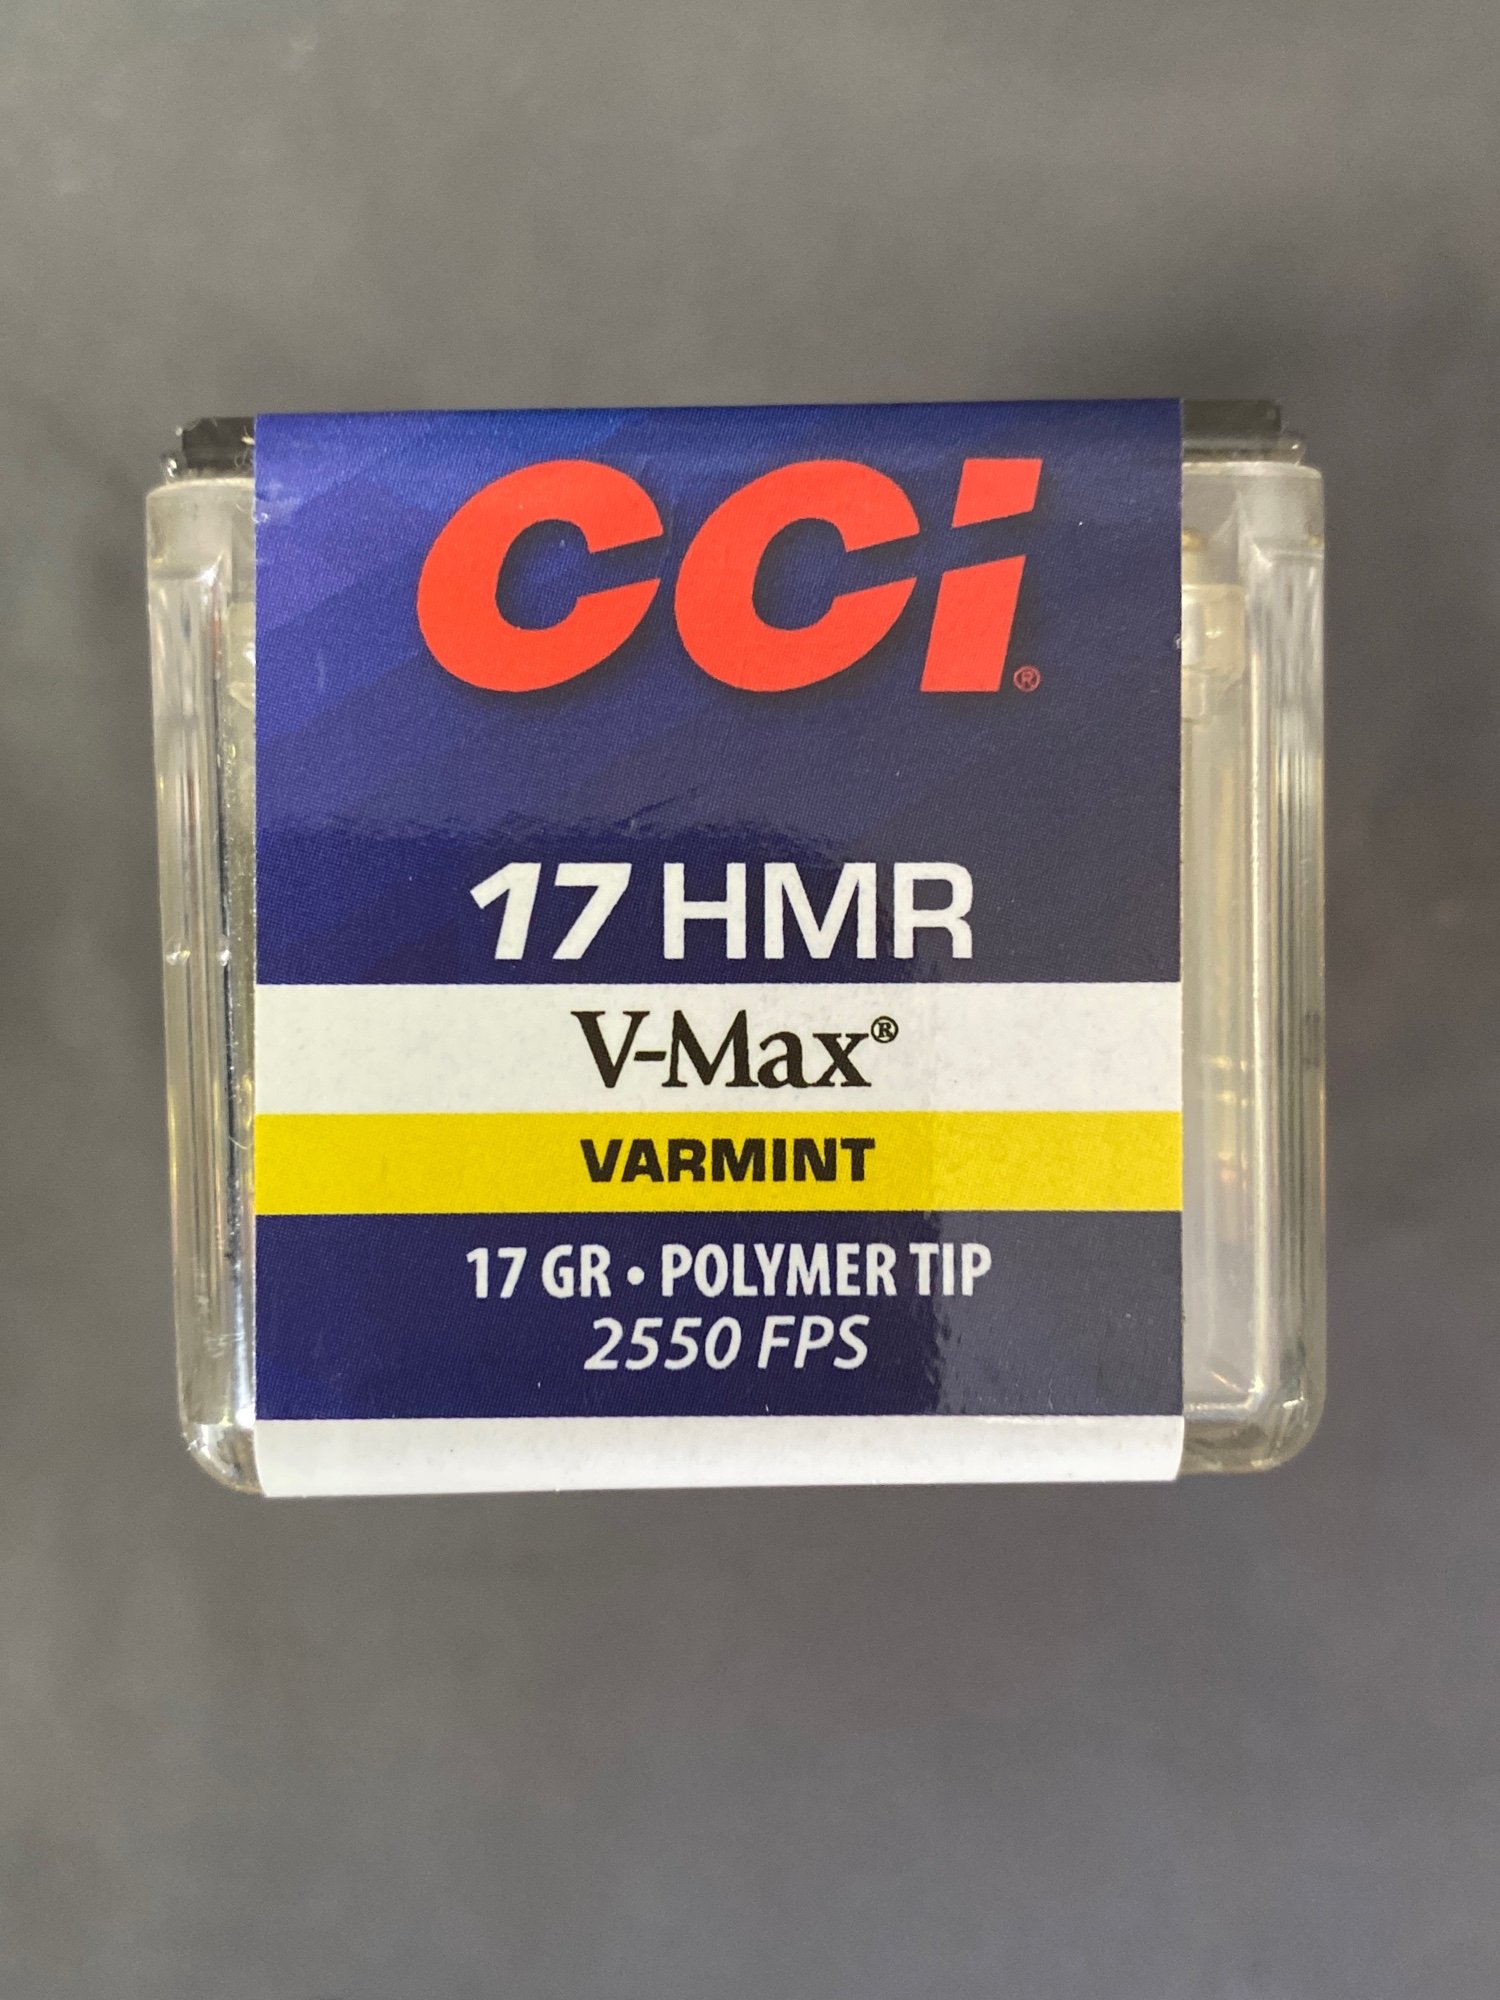 CCI®
17 HMR
V-Max®
VARMINT
17 GR • POLYMER TIP
2550 FPS